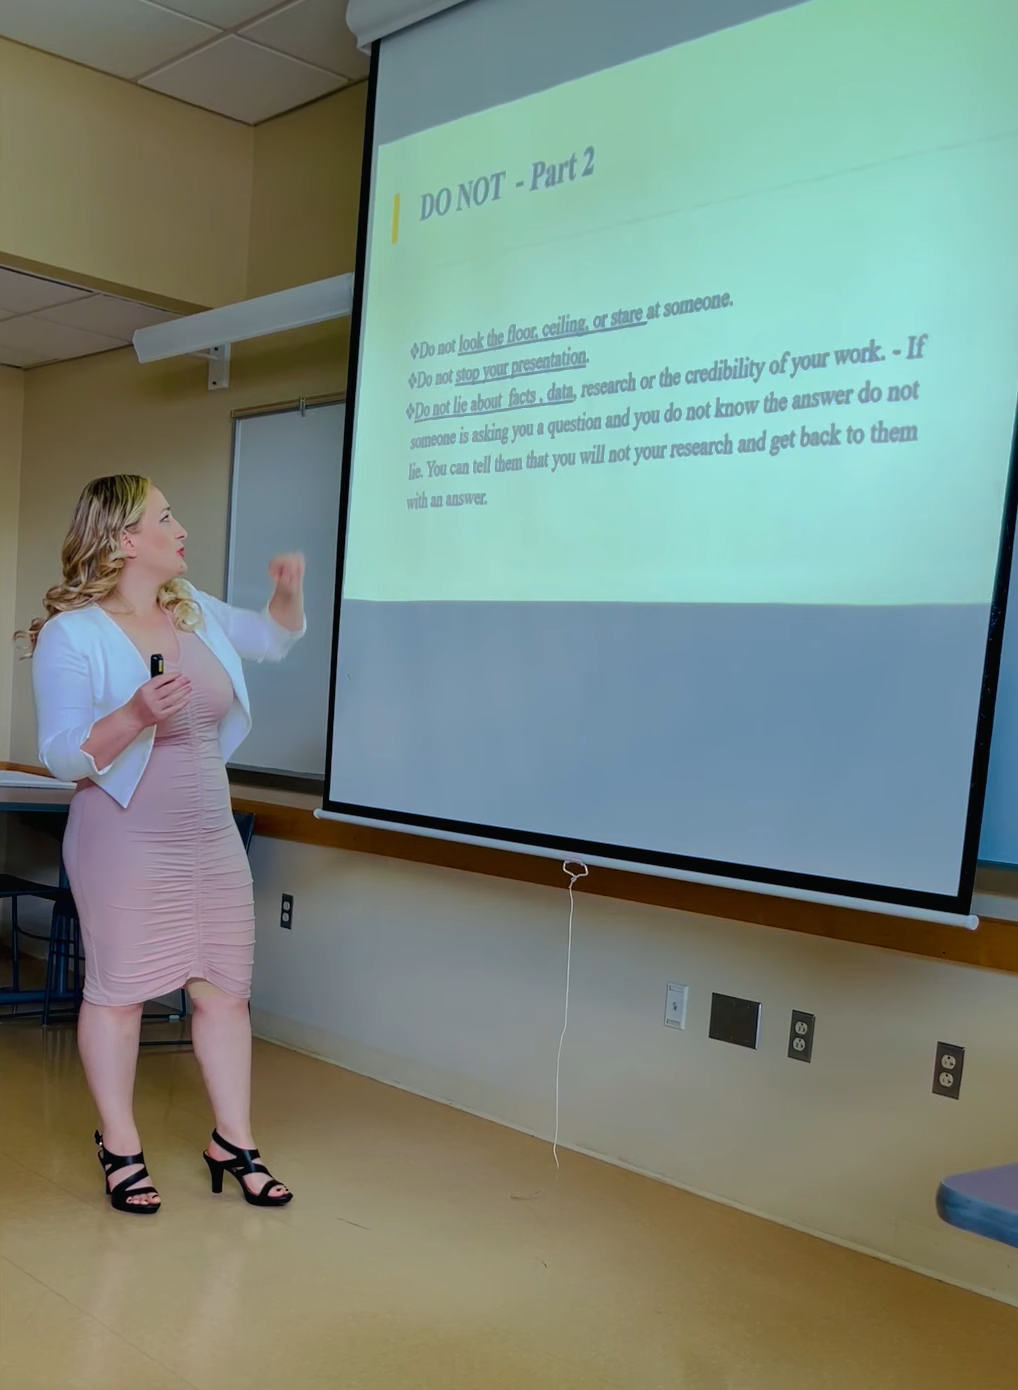 DO NOT - Part 2
❖Do not look the floor, ceiling, or stare at someone.
❖Do not stop your presentation.
❖Do not lie about facts , data, research or the credibility of your work. - If
someone is asking you a question and you do not know the answer do not
lie. You can tell them that you will not your research and get back to them
with an answer.